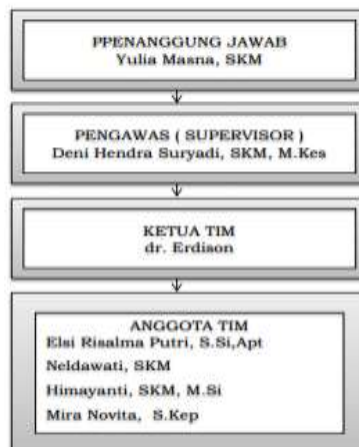 PPENANGGUNG JAWAB
Yulia Masna, SKM
PENGAWAS ( SUPERVISOR )
Deni Hendra Suryadi, SKM, M.Kes
KETUA TIM
dr. Erdison
ANGGOTA TIM
Elsi Risalma Putri, S.Si,Apt
Neldawati, SKM
Himayanti, SKM, M.Si
Mira Novita, S.Kep